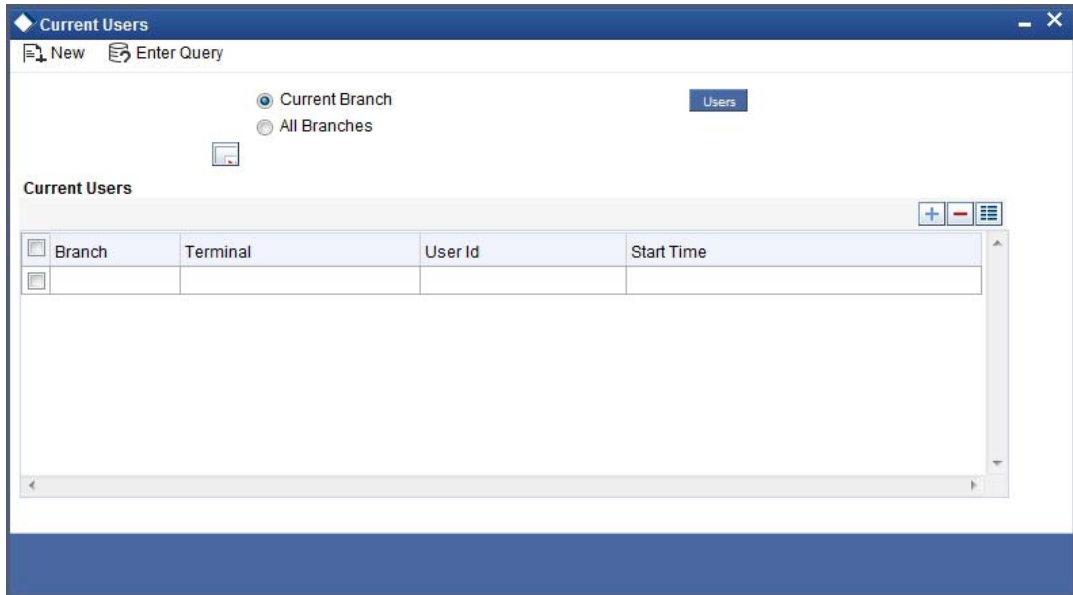 Current Users
New Enter Query
Current Branch Users
All Branches
Current Users
Branch Terminal User Id Start Time